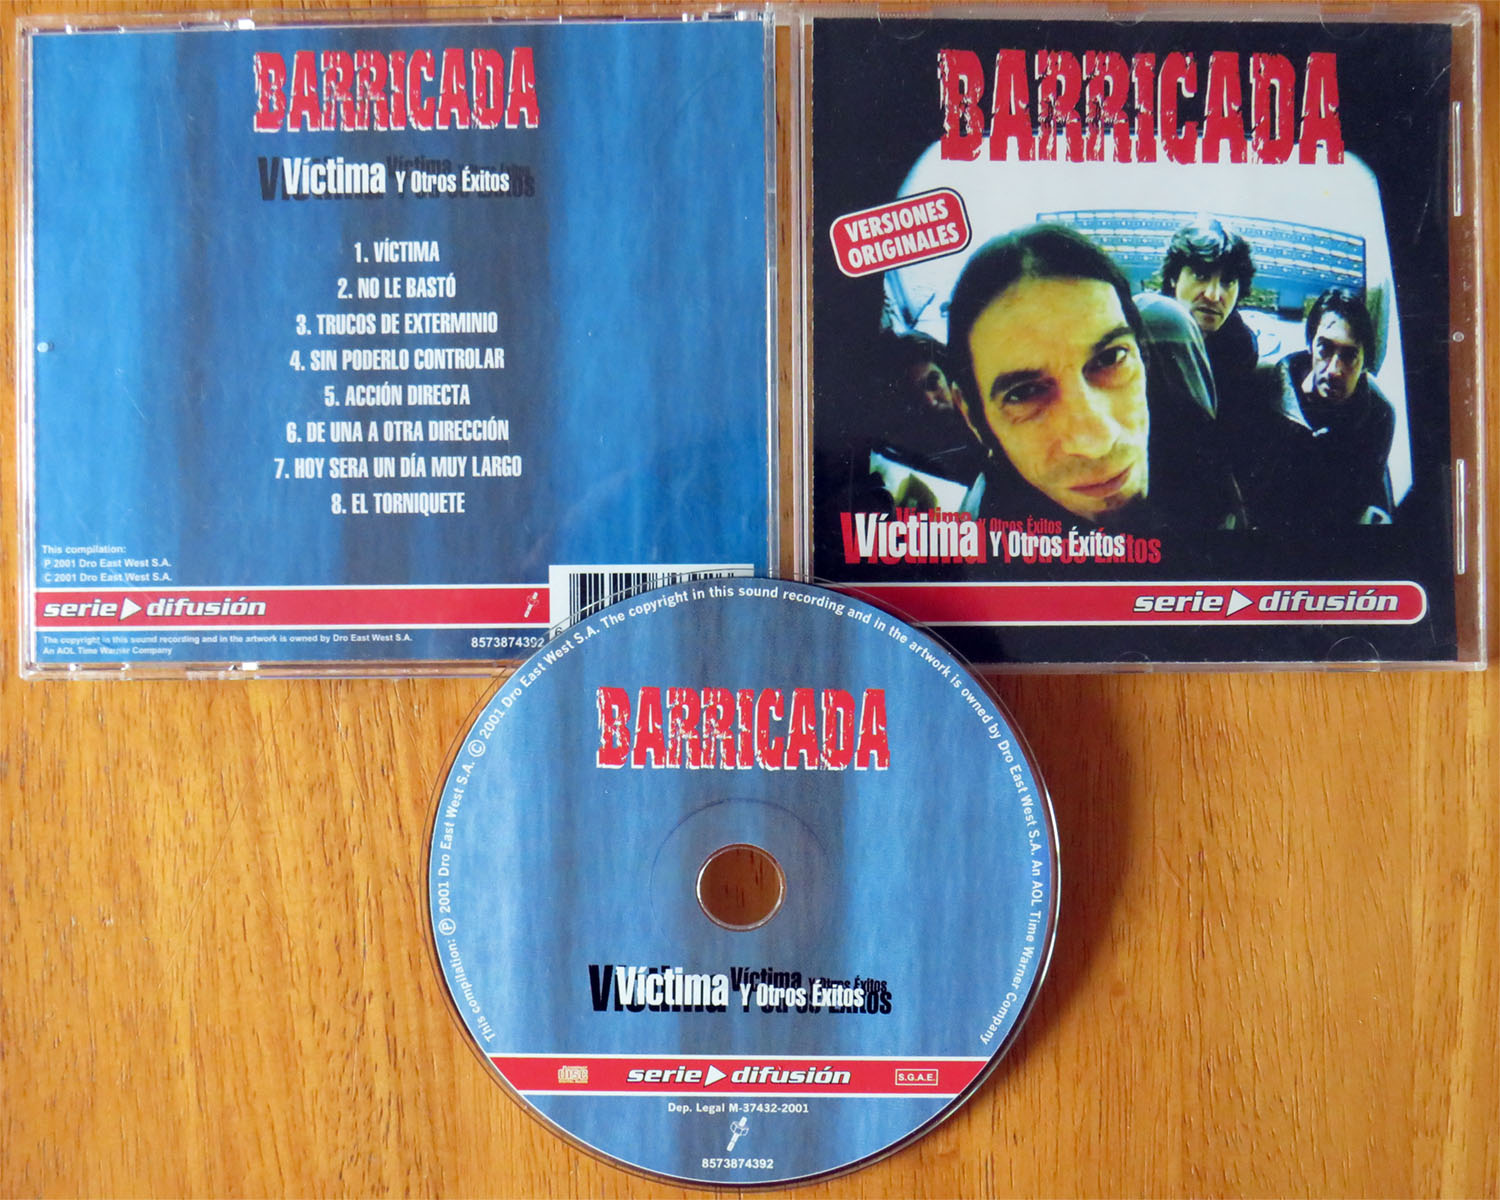 BARRICADA
Víctima Y Otros Éxitos
1. VÍCTIMA
2. NO LE BASTÓ
3. TRUCOS DE EXTERMINIO
4. SIN PODERLO CONTROLAR
5. ACCIÓN DIRECTA
6. DE UNA A OTRA DIRECCIÓN
7. HOY SERA UN DÍA MUY LARGO
8. EL TORNIQUETE
This compilation:
P 2001 Dro East West S.A.
C 2001 Dro East West S.A.
serie difusión
The copyright in this sound recording and in the artwork is owned by Dro East West S.A.
An AOL Time Warner Company
8573874392
6
BARRICADA
VERSIONES
ORIGINALES
Víctima Y Otros Éxitos
serie difusión
This compilation: Ⓟ 2001 Dro East West S.A. © 2001 Dro East West S.A. The copyright in this sound recording and in the artwork is owned by Dro East West S.A. An AOL Time Warner Company
BARRICADA
Víctima Y Otros Éxitos
disc serie difusión S.G.A.E.
Dep. Legal M-37432-2001
8573874392